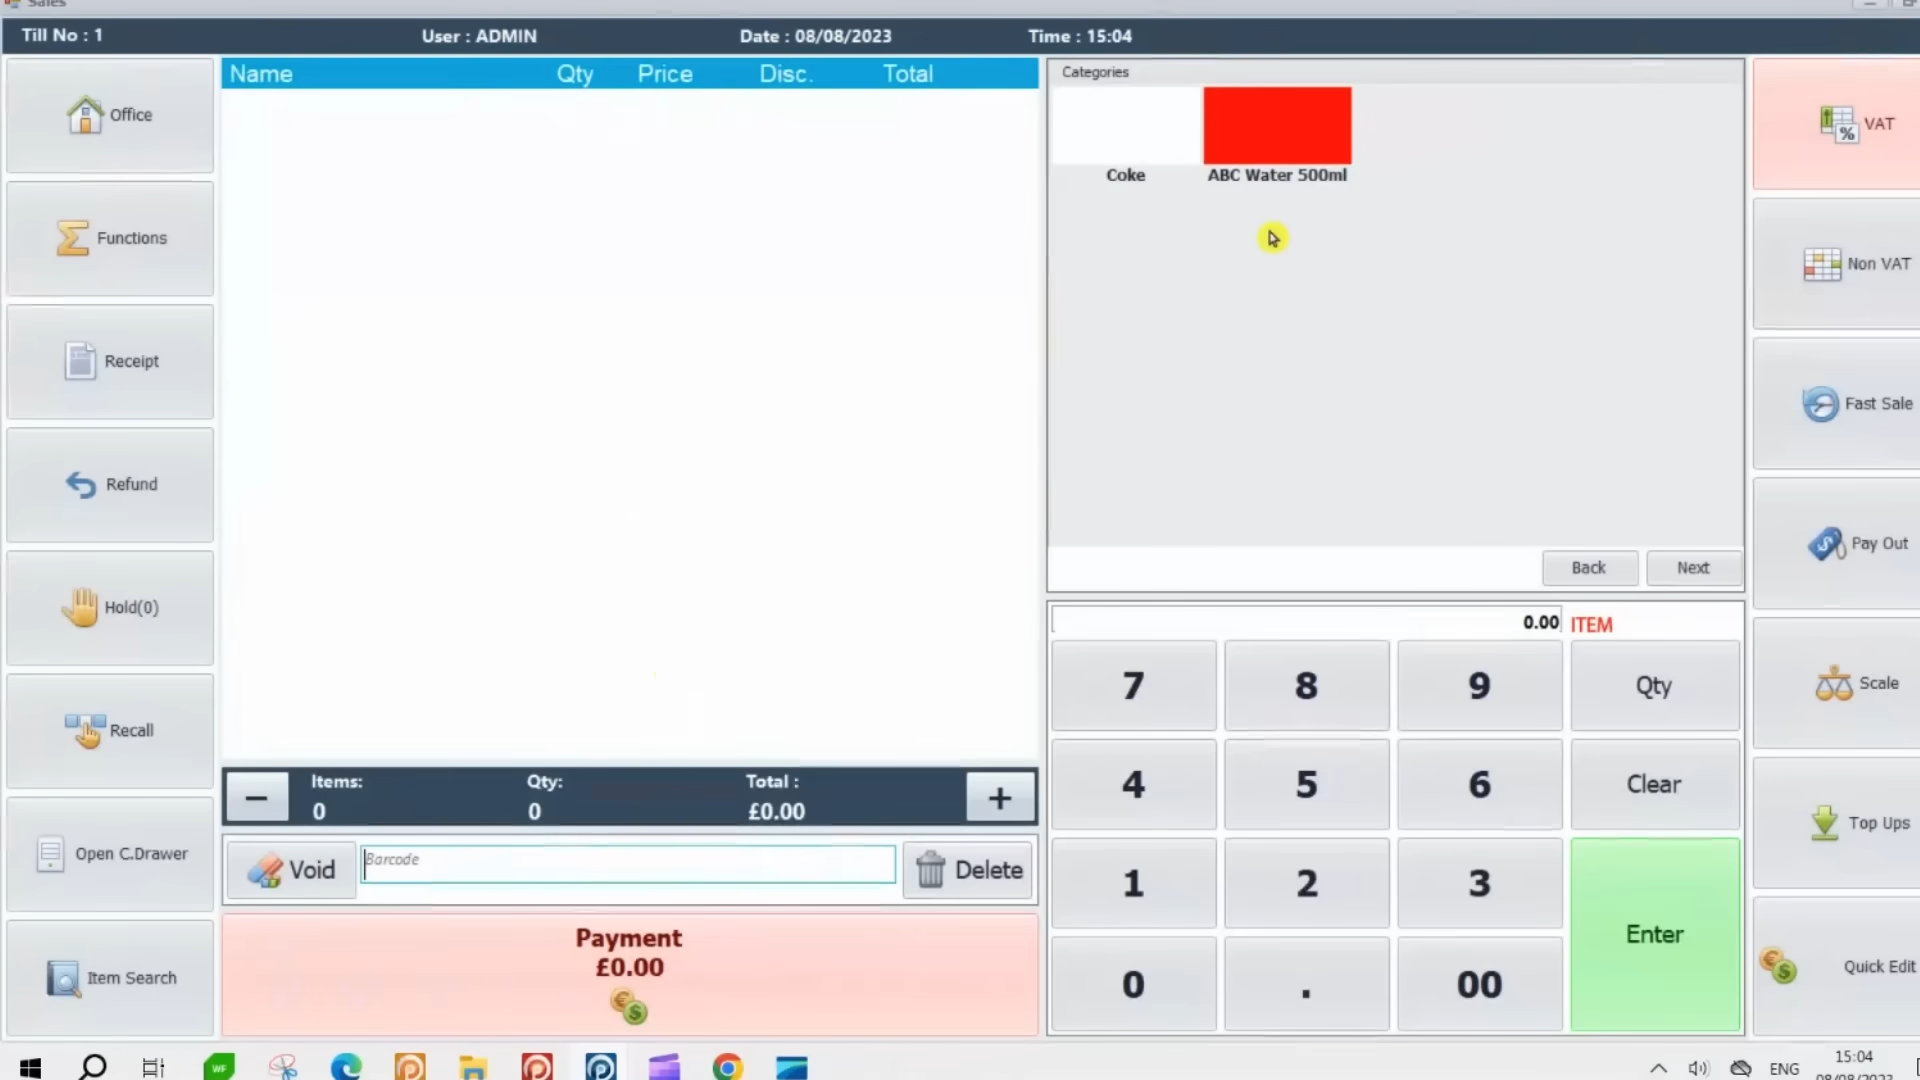 Sales
Till No : 1
User : ADMIN
Date : 08/08/2023
Time : 15:04
Office
Functions
Receipt
Refund
Hold(0)
Recall
Open C.Drawer
Item Search
Name Qty Price Disc. Total
Items: Qty: Total :
0 0 £0.00
− +
Void
Barcode
Delete
Payment
£0.00
Categories
Coke
ABC Water 500ml
Back
Next
0.00 ITEM
7 8 9 Qty
4 5 6 Clear
1 2 3
Enter
0 . 00
VAT
Non VAT
Fast Sale
Pay Out
Scale
Top Ups
Quick Edit
WF
ENG
15:04
08/08/2023